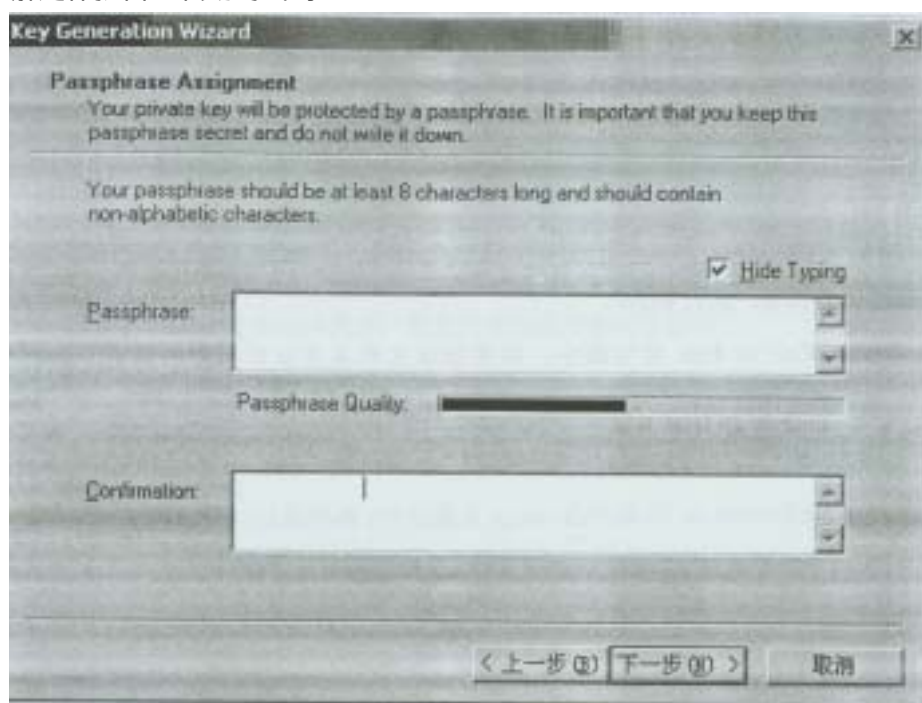 Key Generation Wizard
Passphrase Assignment
Your private key will be protected by a passphrase. It is important that you keep this
passphrase secret and do not write it down.
Your passphrase should be at least 8 characters long and should contain
non-alphabetic characters.
Hide Typing
Passphrase:
Passphrase Quality:
Confirmation:
< 上一步(B) 下一步(N) > 取消